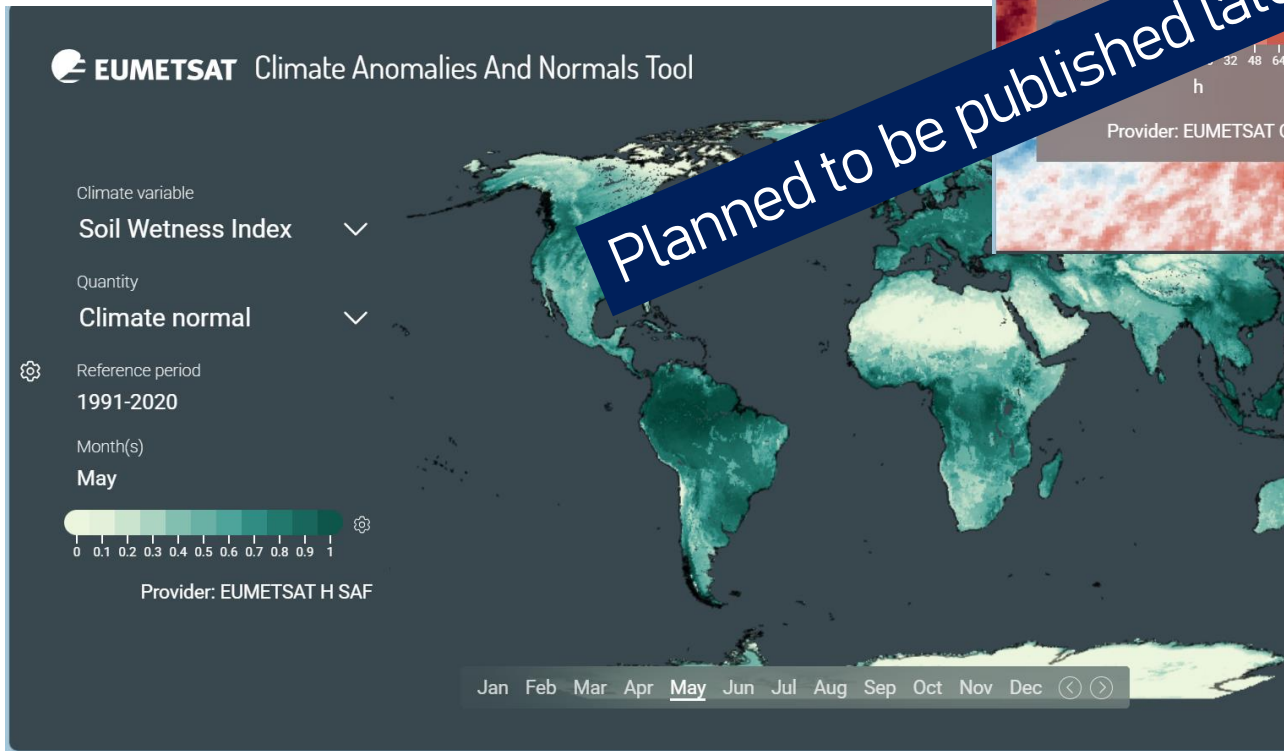 EUMETSAT Climate Anomalies And Normals Tool
Planned to be published
32 48 64
h
Provider: EUMETSAT
Climate variable
Soil Wetness Index
Quantity
Climate normal
Reference period
1991-2020
Month(s)
May
0 0.1 0.2 0.3 0.4 0.5 0.6 0.7 0.8 0.9 1
Provider: EUMETSAT H SAF
Jan Feb Mar Apr May Jun Jul Aug Sep Oct Nov Dec